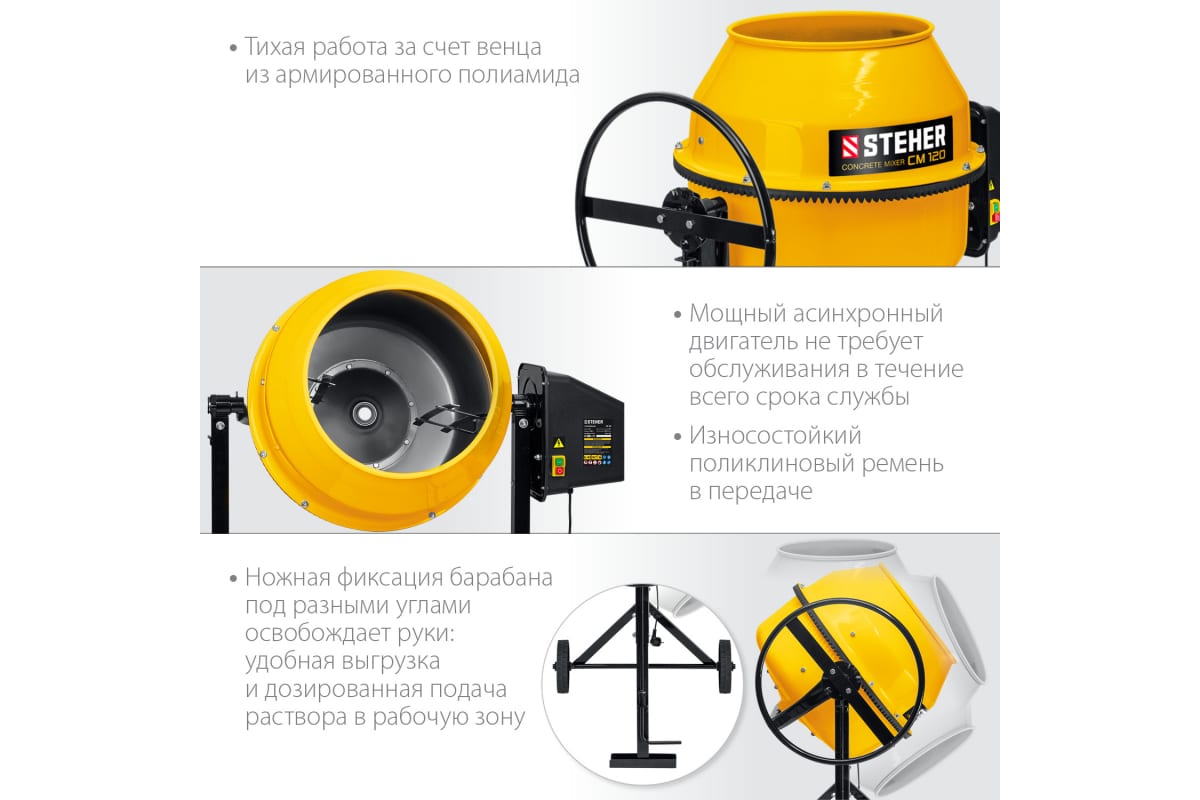 • Тихая работа за счет венца
из армированного полиамида
STEHER
CONCRETE MIXER CM 120
• Мощный асинхронный
двигатель не требует
обслуживания в течение
всего срока службы
STEHER
• Износостойкий
поликлиновый ремень
в передаче
• Ножная фиксация барабана
под разными углами
освобождает руки:
удобная выгрузка
и дозированная подача
раствора в рабочую зону